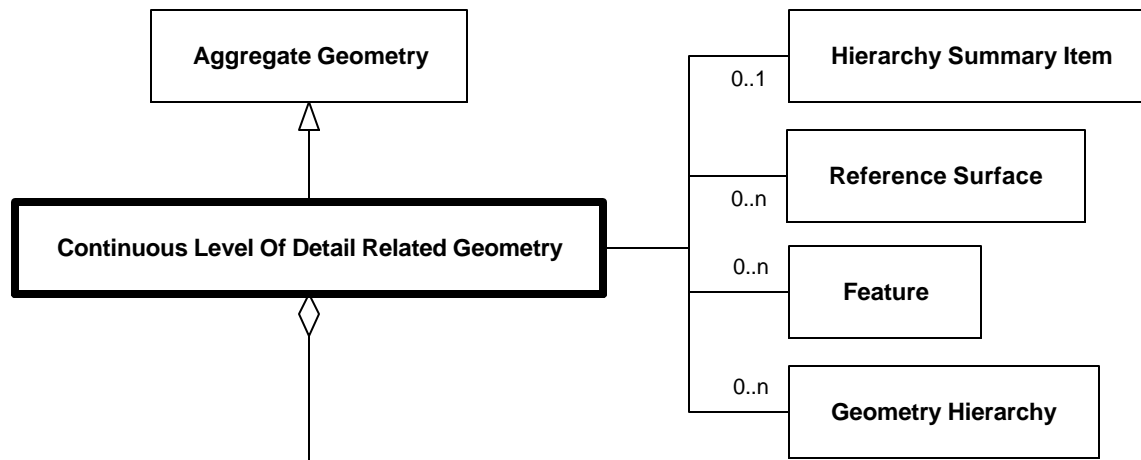 Aggregate Geometry
Hierarchy Summary Item
0..1
Reference Surface
0..n
Continuous Level Of Detail Related Geometry
0..n
Feature
0..n
Geometry Hierarchy